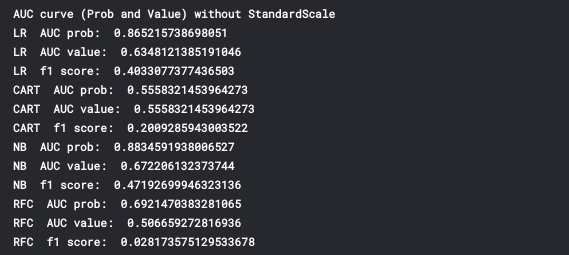 AUC curve (Prob and Value) without StandardScale
LR  AUC prob:  0.865215738698051
LR  AUC value:  0.6348121385191046
LR  f1 score:  0.4033077377436503
CART  AUC prob:  0.5558321453964273
CART  AUC value:  0.5558321453964273
CART  f1 score:  0.2009285943003522
NB  AUC prob:  0.8834591938006527
NB  AUC value:  0.672206132373744
NB  f1 score:  0.47192699946323136
RFC  AUC prob:  0.6921470383281065
RFC  AUC value:  0.506659272816936
RFC  f1 score:  0.028173575129533678